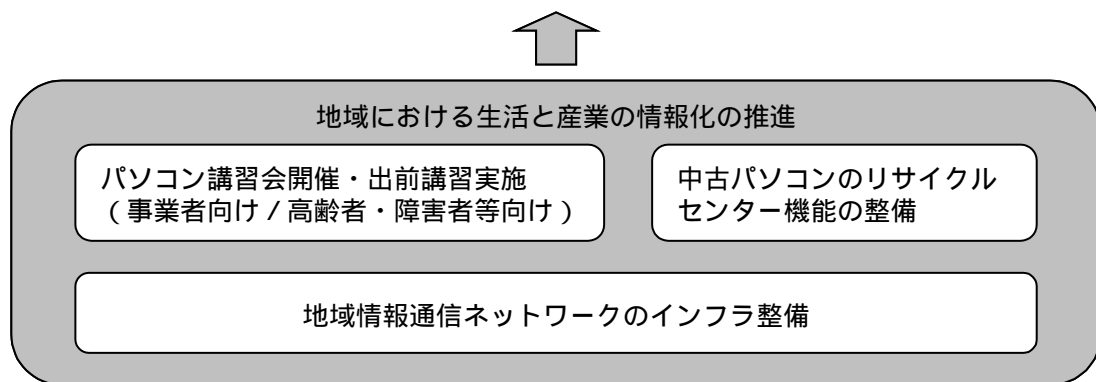 地域における生活と産業の情報化の推進
パソコン講習会開催・出前講習実施
（事業者向け／高齢者・障害者等向け）
中古パソコンのリサイクル
センター機能の整備
地域情報通信ネットワークのインフラ整備